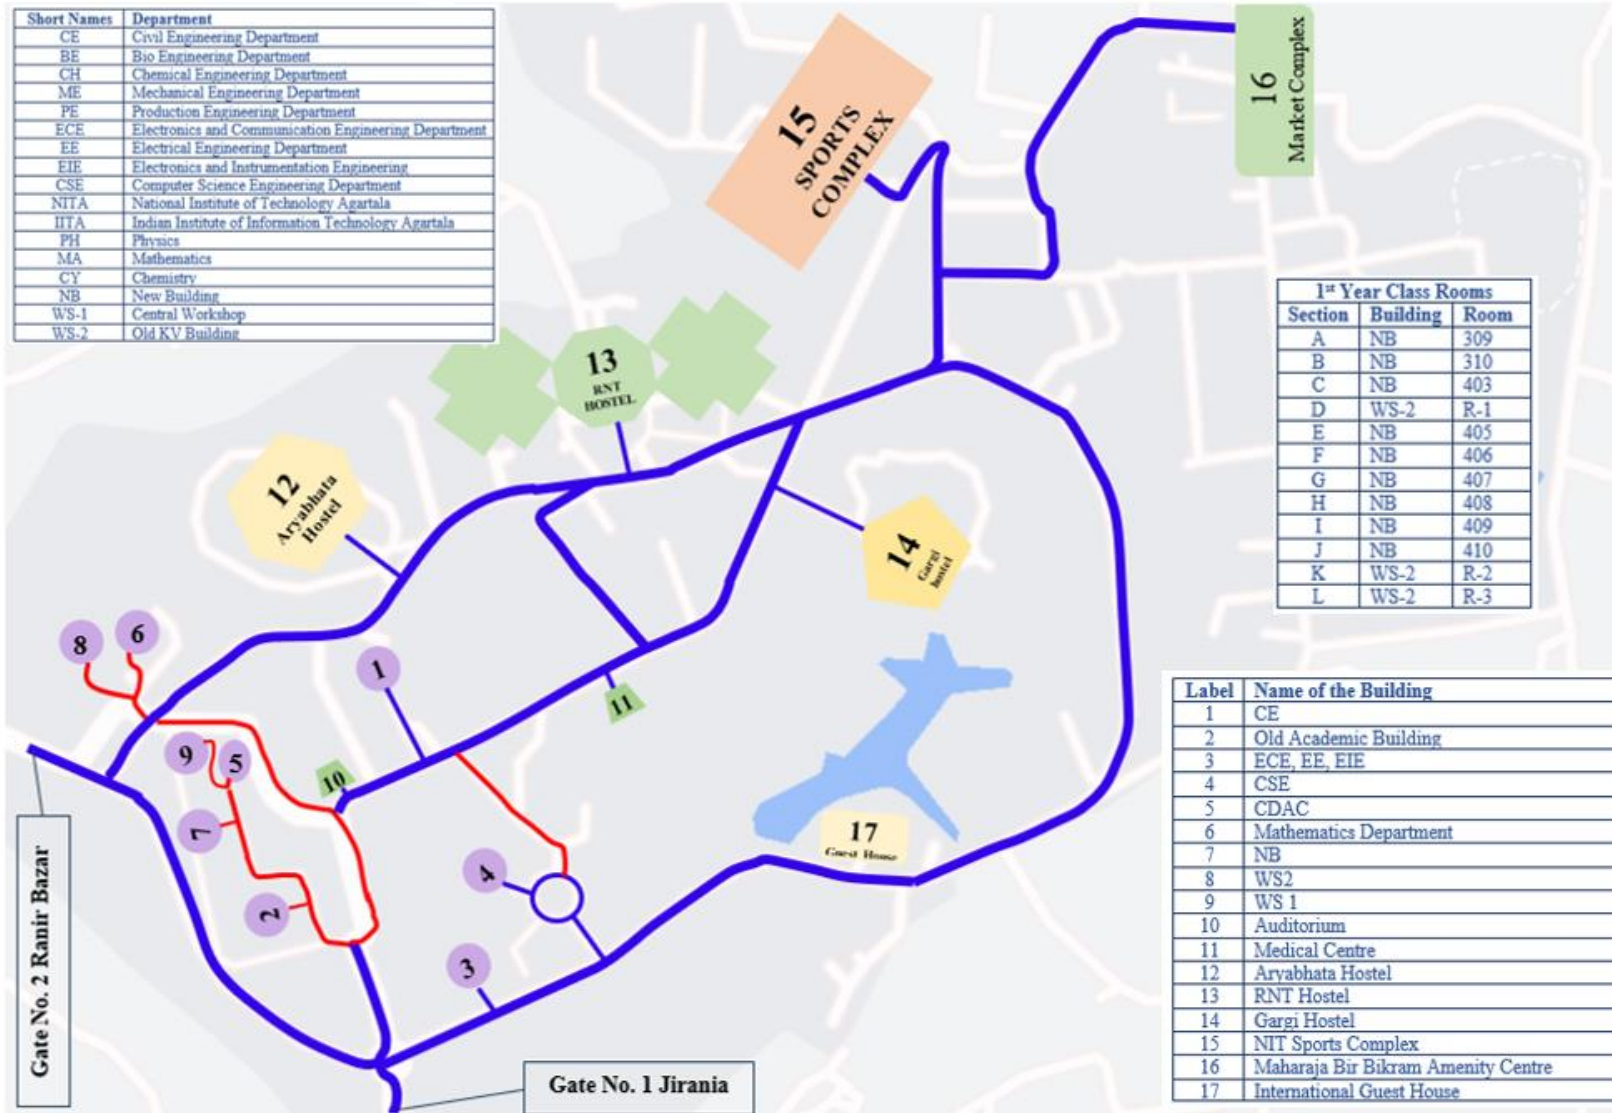 Short Names Department
CE Civil Engineering Department
BE Bio Engineering Department
CH Chemical Engineering Department
ME Mechanical Engineering Department
PE Production Engineering Department
ECE Electronics and Communication Engineering Department
EE Electrical Engineering Department
EIE Electronics and Instrumentation Engineering
CSE Computer Science Engineering Department
NITA National Institute of Technology Agartala
IITA Indian Institute of Information Technology Agartala
PH Physics
MA Mathematics
CY Chemistry
NB New Building
WS-1 Central Workshop
WS-2 Old KV Building
15
SPORTS
COMPLEX
16
Market Complex
1st Year Class Rooms
Section Building Room
A NB 309
B NB 310
C NB 403
D WS-2 R-1
E NB 405
F NB 406
G NB 407
H NB 408
I NB 409
J NB 410
K WS-2 R-2
L WS-2 R-3
13
RNT
HOSTEL
12
Aryabhata
Hostel
14
Gargi
hostel
8
6
1
11
9
5
10
7
17
Guest House
4
2
3
Gate No. 2 Ranir Bazar
Gate No. 1 Jirania
Label Name of the Building
1 CE
2 Old Academic Building
3 ECE, EE, EIE
4 CSE
5 CDAC
6 Mathematics Department
7 NB
8 WS2
9 WS 1
10 Auditorium
11 Medical Centre
12 Aryabhata Hostel
13 RNT Hostel
14 Gargi Hostel
15 NIT Sports Complex
16 Maharaja Bir Bikram Amenity Centre
17 International Guest House